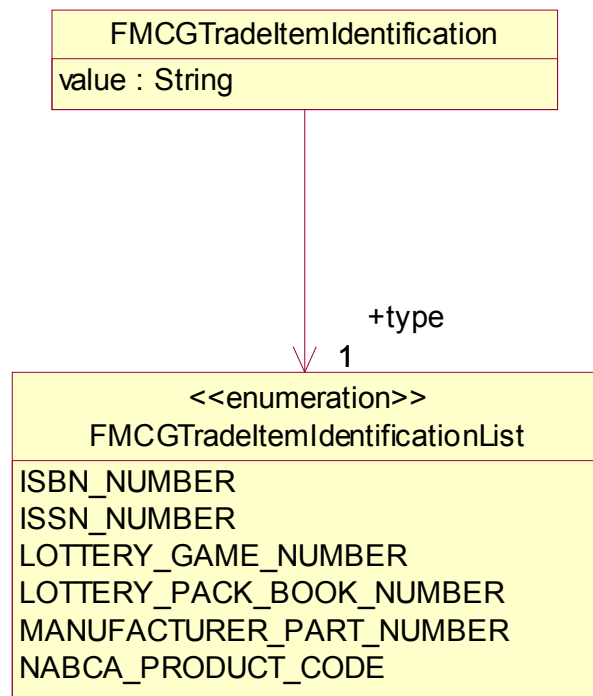 FMCGTradeItemIdentification
value : String
+type
1
<<enumeration>>
FMCGTradeItemIdentificationList
ISBN_NUMBER
ISSN_NUMBER
LOTTERY_GAME_NUMBER
LOTTERY_PACK_BOOK_NUMBER
MANUFACTURER_PART_NUMBER
NABCA_PRODUCT_CODE